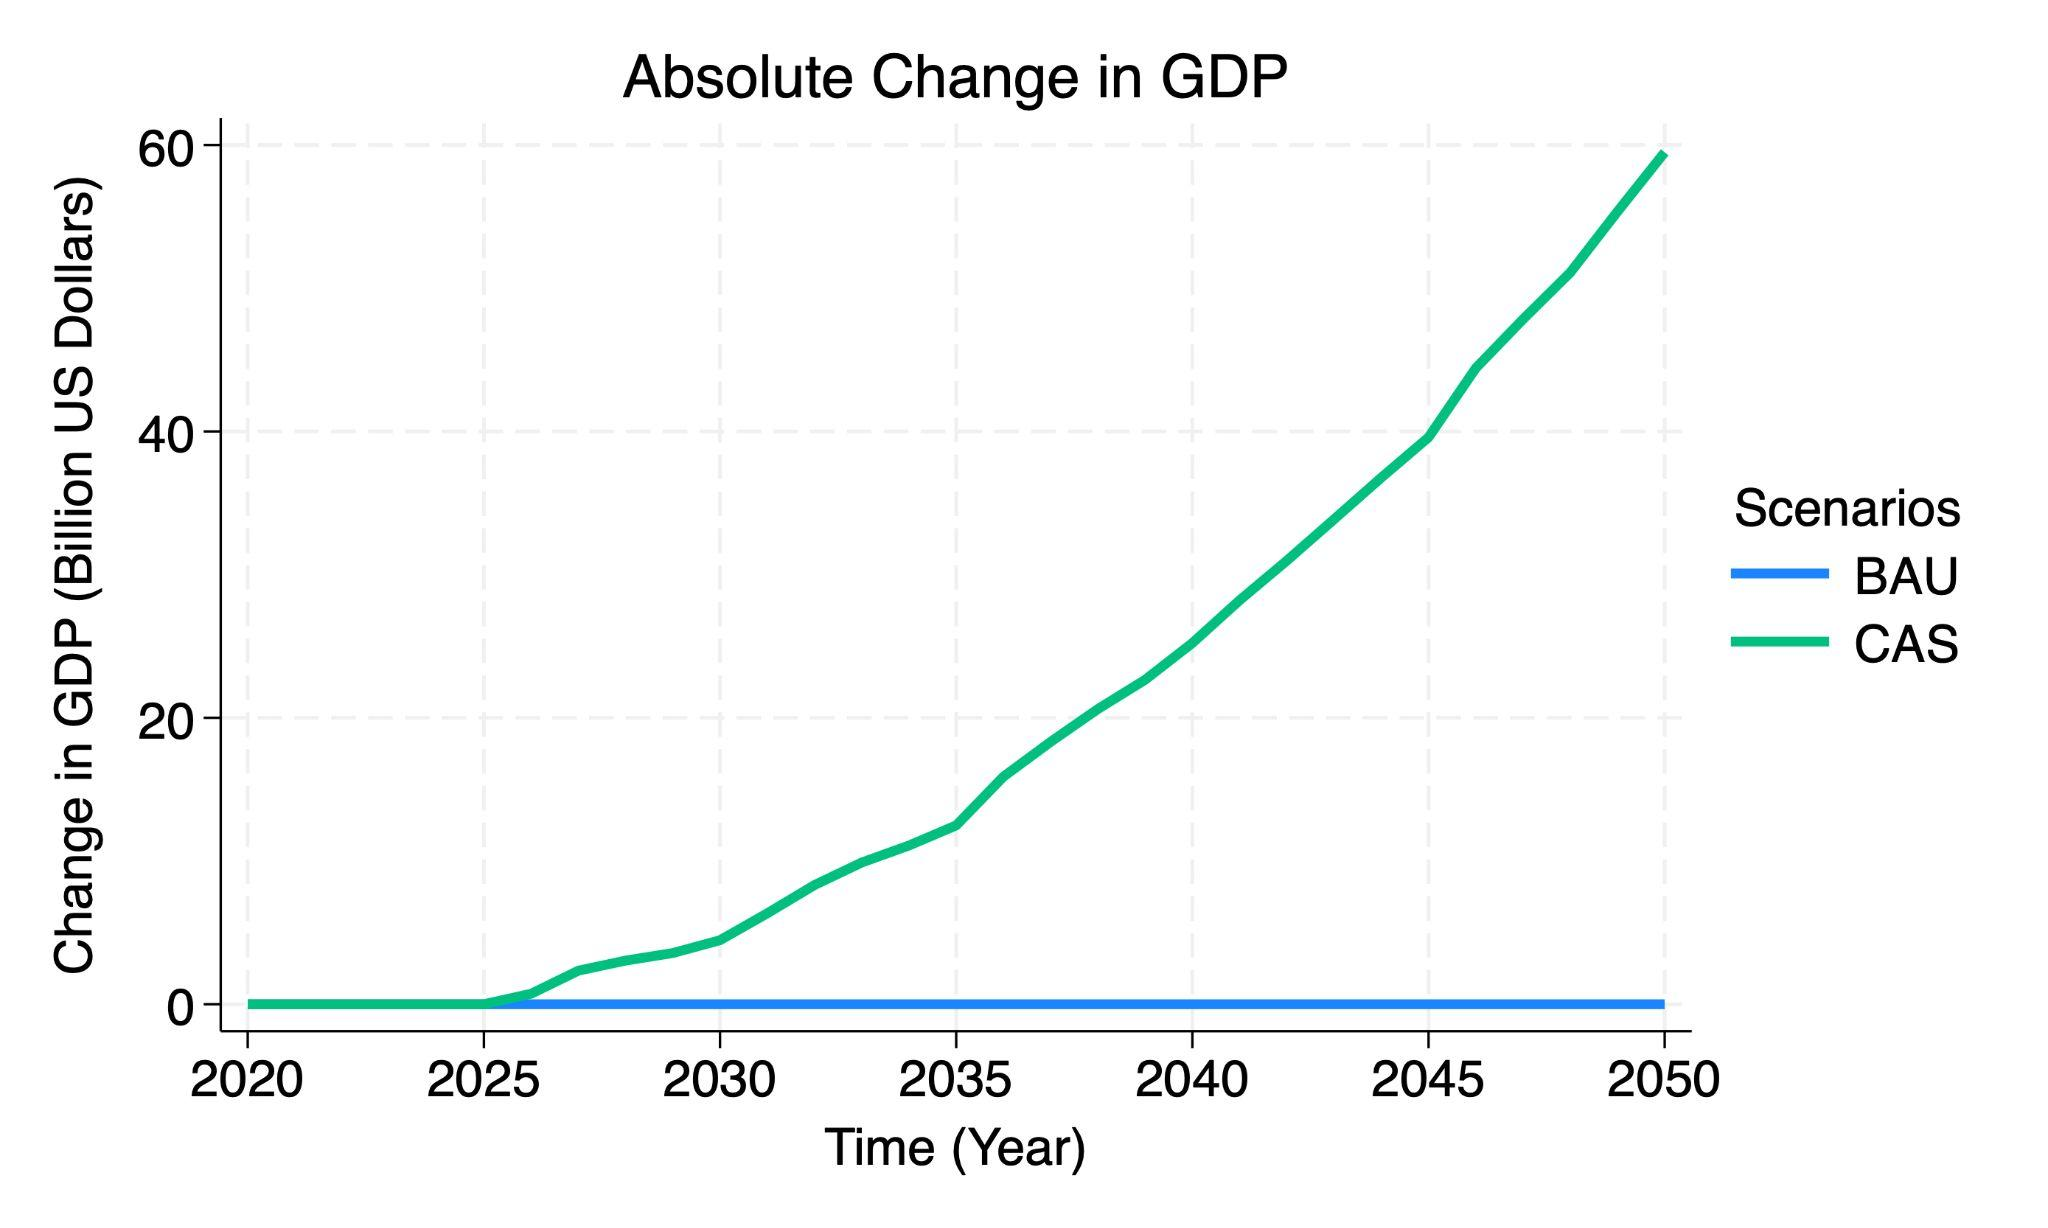 Absolute Change in GDP
Change in GDP (Billion US Dollars)
60
40
20
0
2020 2025 2030 2035 2040 2045 2050
Time (Year)
Scenarios
BAU
CAS